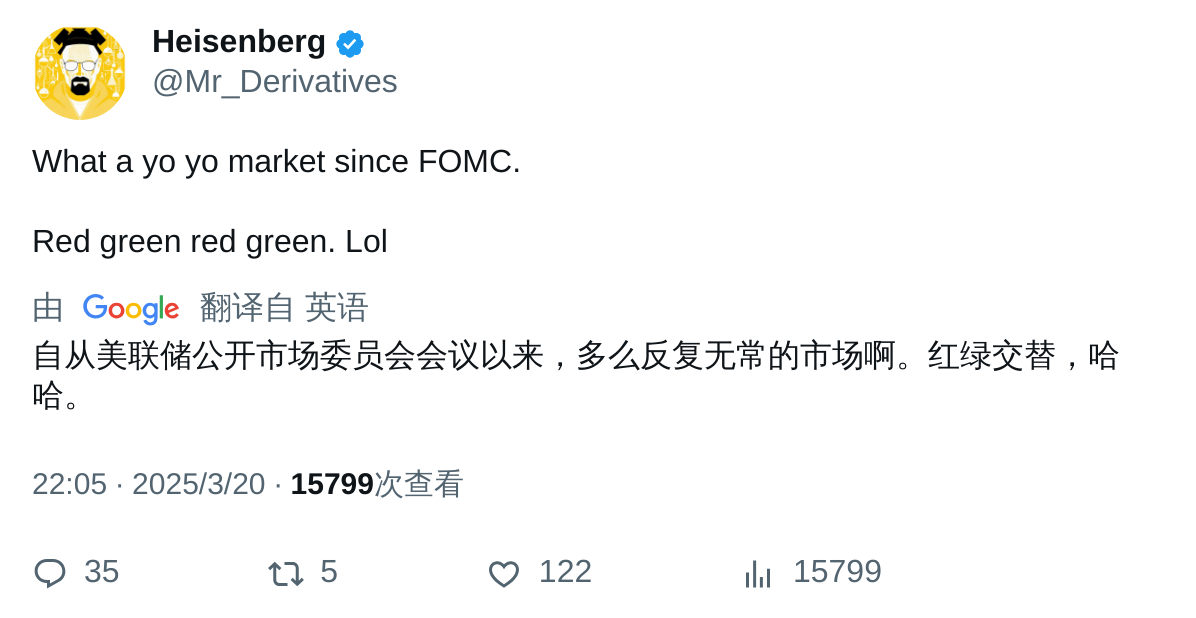 Heisenberg
@Mr_Derivatives
What a yo yo market since FOMC.
Red green red green. Lol
由 Google 翻译自 英语
自从美联储公开市场委员会会议以来，多么反复无常的市场啊。红绿交替，哈
哈。
22:05 · 2025/3/20 · 15799次查看
35 5 122 15799